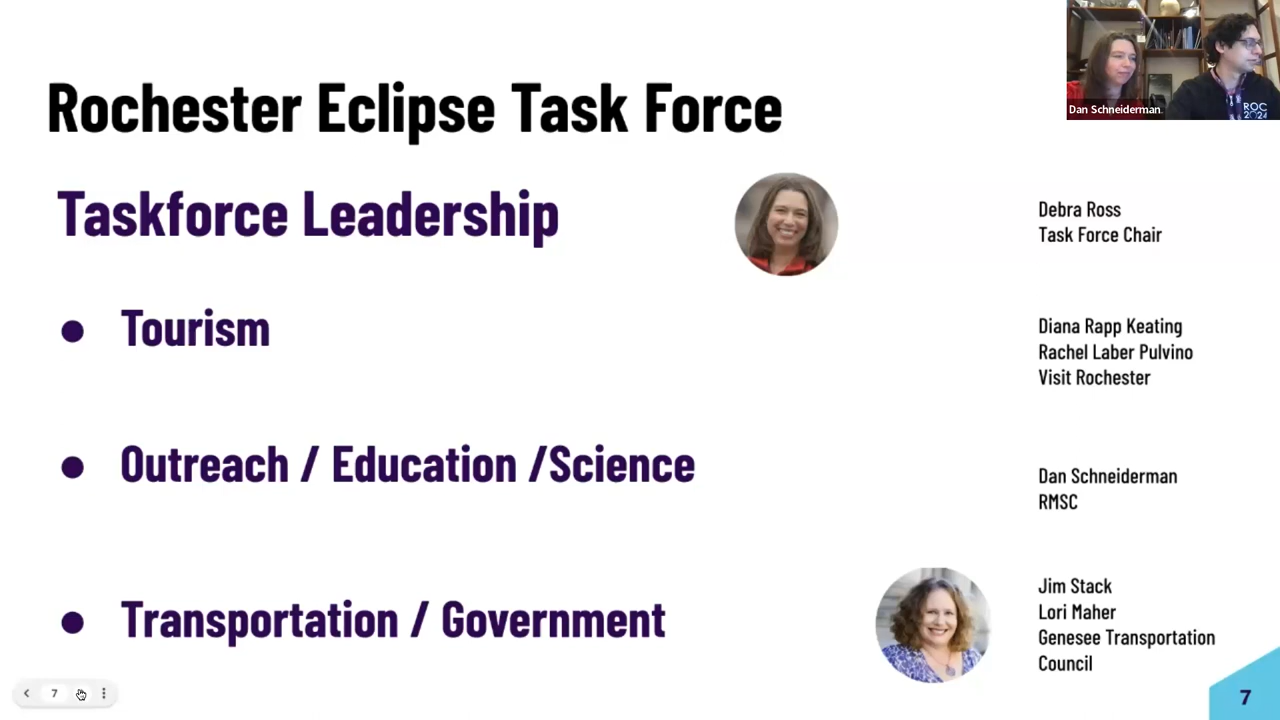 Rochester Eclipse Task Force
Dan Schneiderman
ROC
2024
Taskforce Leadership
Debra Ross
Task Force Chair
● Tourism
Diana Rapp Keating
Rachel Laber Pulvino
Visit Rochester
● Outreach / Education /Science
Dan Schneiderman
RMSC
● Transportation / Government
Jim Stack
Lori Maher
Genesee Transportation
Council
7
7